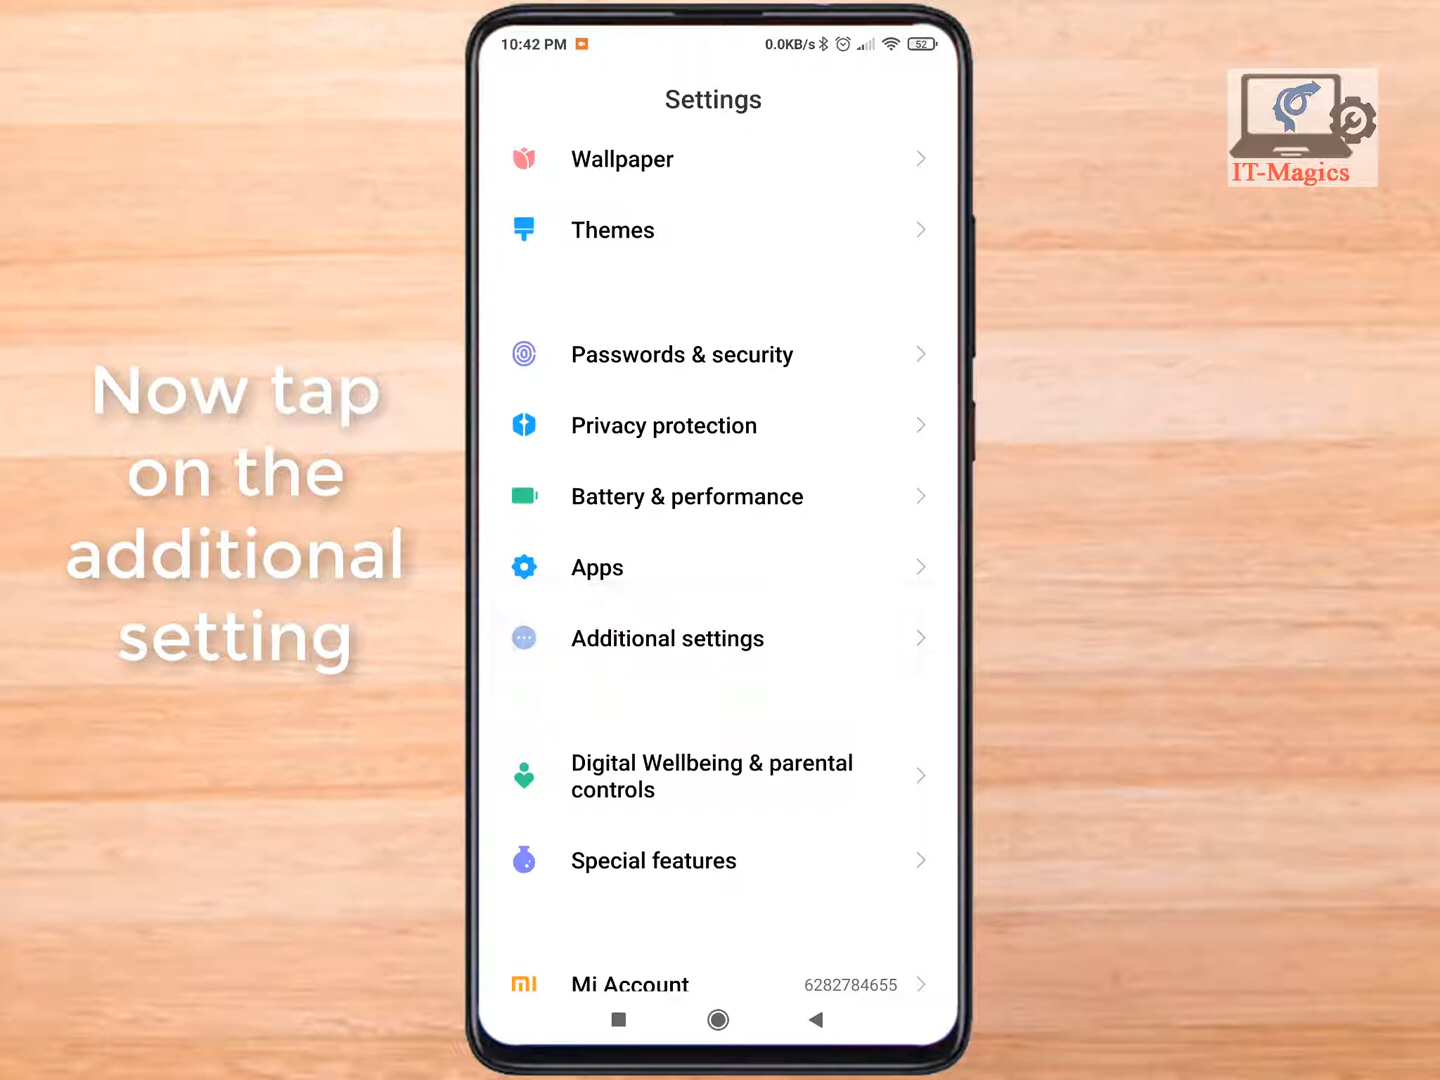 10:42 PM
0.0KB/s
52
Settings
Wallpaper
Themes
Passwords & security
Privacy protection
Battery & performance
Apps
Additional settings
Digital Wellbeing & parental
controls
Special features
Mi Account
6282784655
Now tap
on the
additional
setting
IT-Magics